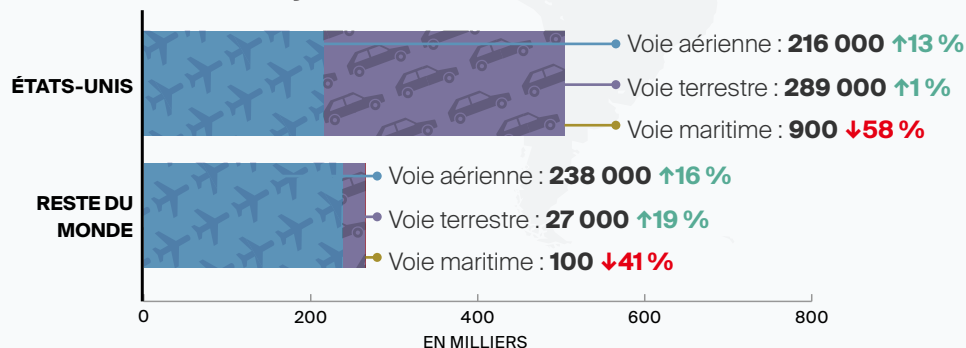 ÉTATS-UNIS
Voie aérienne : 216 000 ↑13 %
Voie terrestre : 289 000 ↑1 %
Voie maritime : 900 ↓58 %
RESTE DU
MONDE
Voie aérienne : 238 000 ↑16 %
Voie terrestre : 27 000 ↑19 %
Voie maritime : 100 ↓41 %
0 200 400 600 800
EN MILLIERS